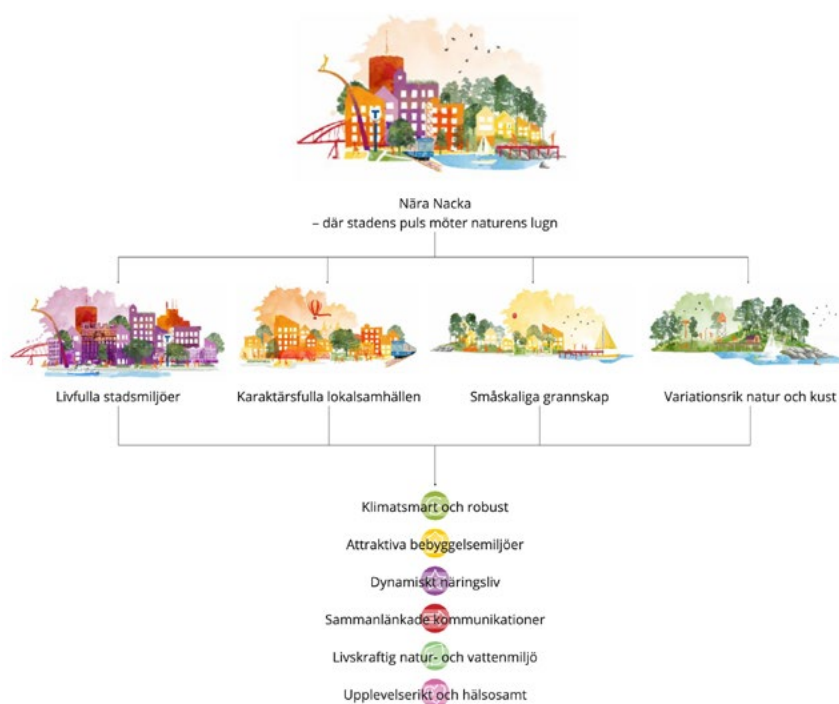 T
Nära Nacka
– där stadens puls möter naturens lugn
Livfulla stadsmiljöer
Karaktärsfulla lokalsamhällen
Småskaliga grannskap
Variationsrik natur och kust
Klimatsmart och robust
Attraktiva bebyggelsemiljöer
Dynamiskt näringsliv
Sammanlänkade kommunikationer
Livskraftig natur- och vattenmiljö
Upplevelserikt och hälsosamt